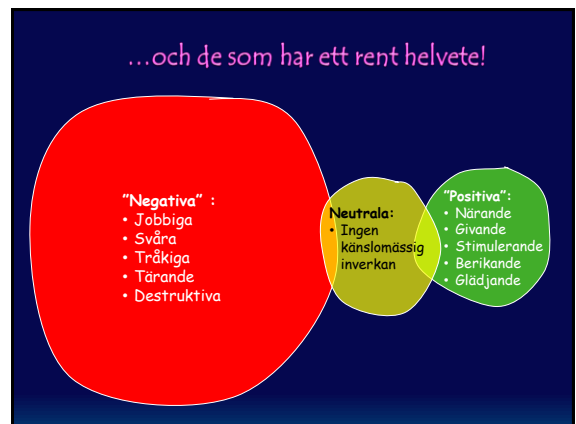 ...och de som har ett rent helvete!
"Negativa" :
• Jobbiga
• Svåra
• Tråkiga
• Tärande
• Destruktiva
Neutrala:
• Ingen
känslomässig
inverkan
"Positiva":
• Närande
• Givande
• Stimulerande
• Berikande
• Glädjande